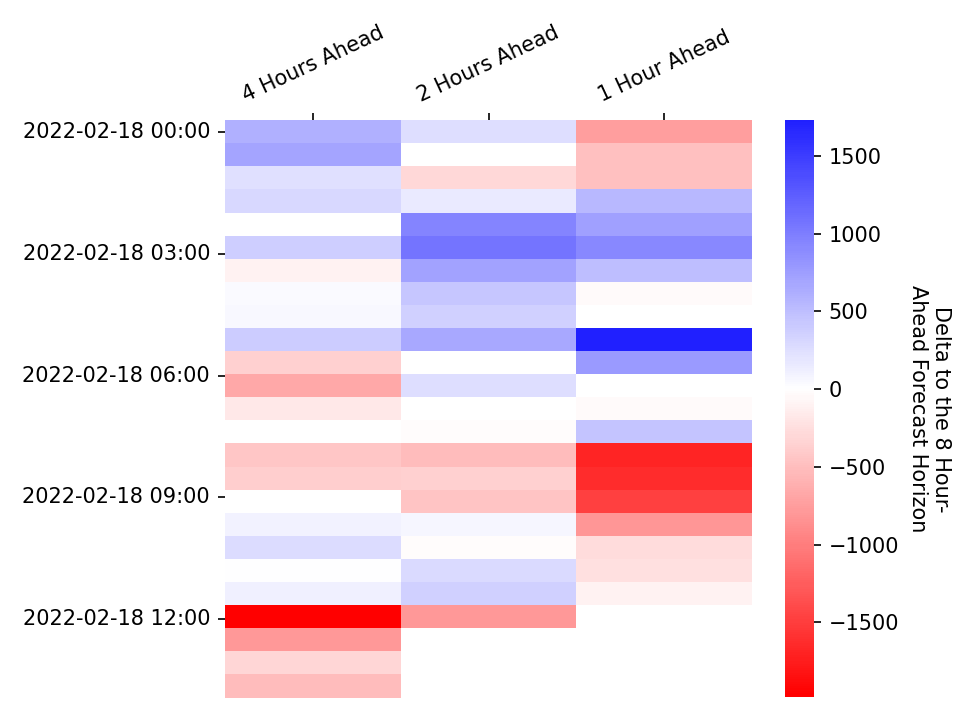 4 Hours Ahead
2 Hours Ahead
1 Hour Ahead
2022-02-18 00:00
2022-02-18 03:00
2022-02-18 06:00
2022-02-18 09:00
2022-02-18 12:00
1500
1000
500
0
−500
−1000
−1500
Delta to the 8 Hour-
Ahead Forecast Horizon